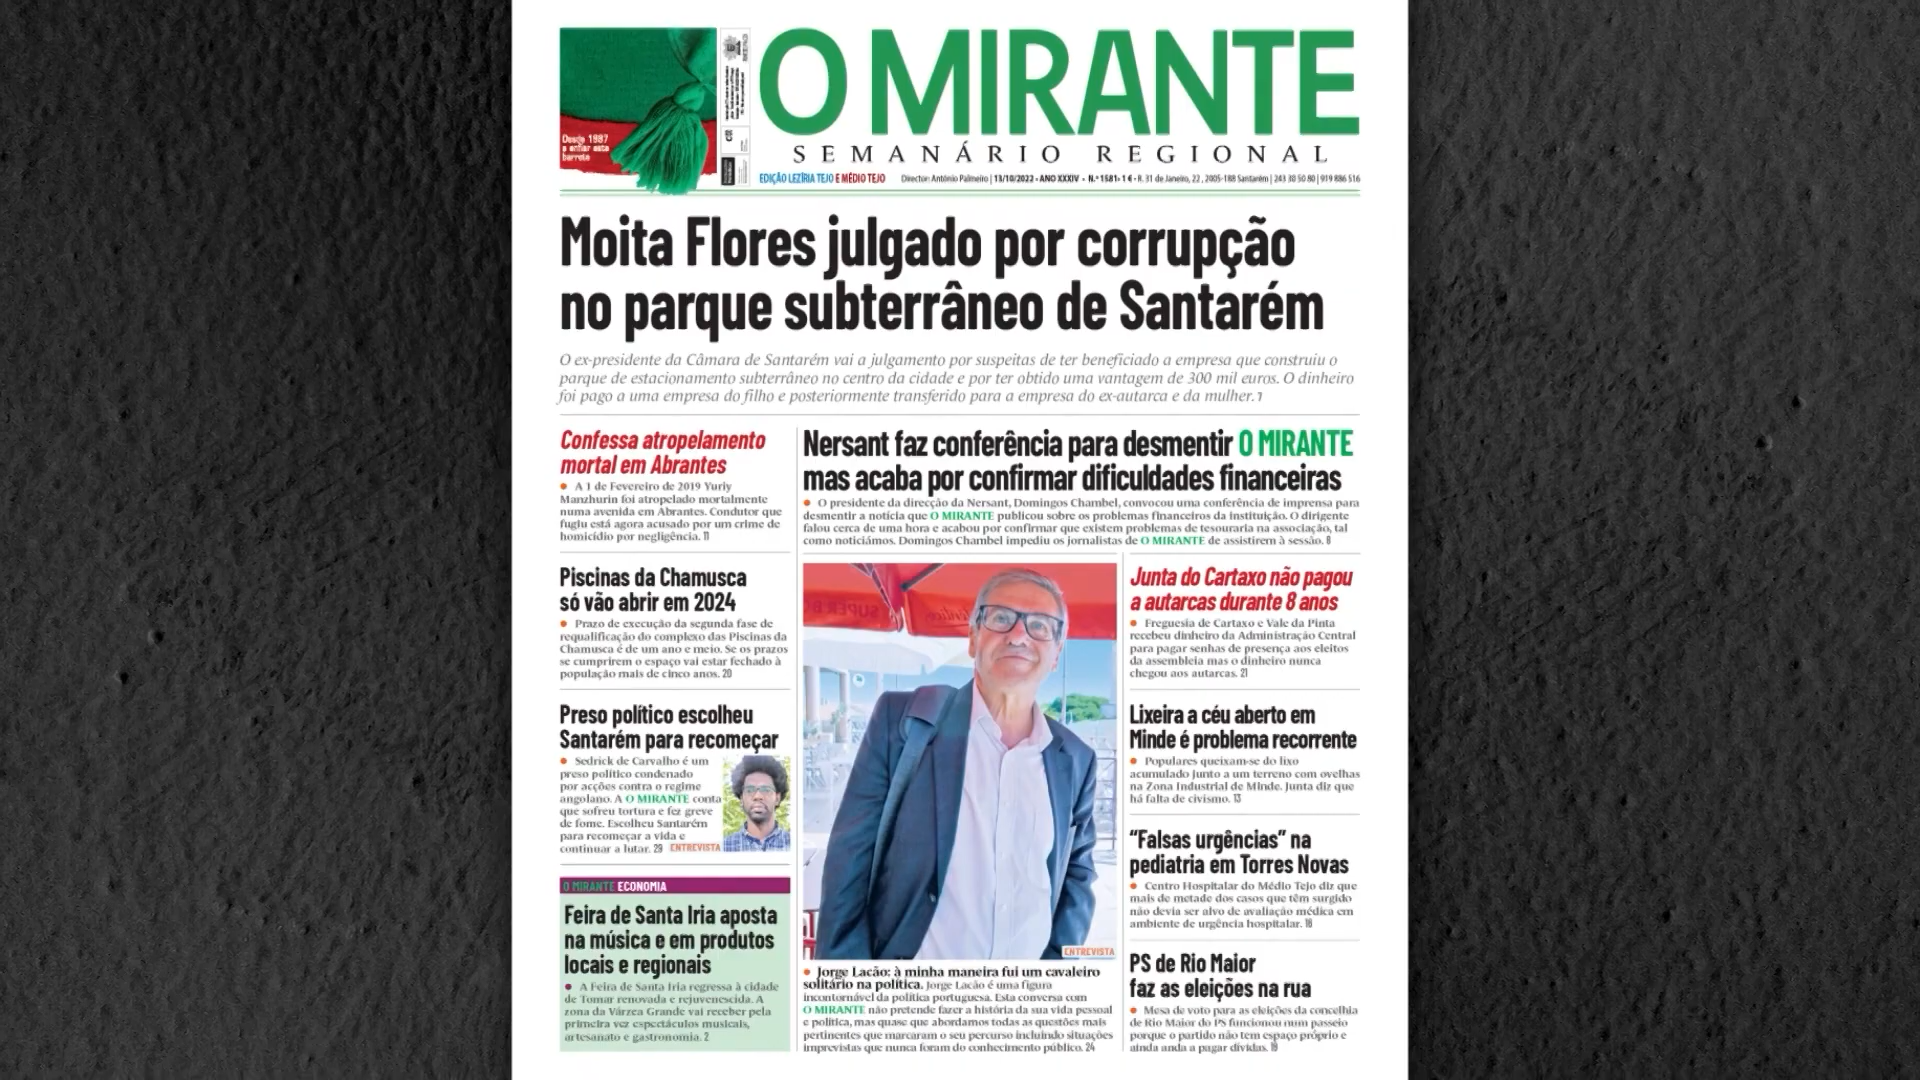 O MIRANTE
SEMANÁRIO REGIONAL
Desde 1987
a enfiar este
barrete
EDIÇÃO LEZÍRIA TEJO E MÉDIO TEJO
Director: António Palmeiro | 13/10/2022 • ANO XXXIV • N.º 1581• 1 € • R. 31 de Janeiro, 22 , 2005-188 Santarém | 243 30 50 80 | 919 886 516
Moita Flores julgado por corrupção
no parque subterrâneo de Santarém
O ex-presidente da Câmara de Santarém vai a julgamento por suspeitas de ter beneficiado a empresa que construiu o
parque de estacionamento subterrâneo no centro da cidade e por ter obtido uma vantagem de 300 mil euros. O dinheiro
foi pago a uma empresa do filho e posteriormente transferido para a empresa do ex-autarca e da mulher. 7
Confessa atropelamento
mortal em Abrantes
• A 1 de Fevereiro de 2019 Yuriy
Manzhurin foi atropelado mortalmente
numa avenida em Abrantes. Condutor que
fugiu está agora acusado por um crime de
homicídio por negligência. 11
Piscinas da Chamusca
só vão abrir em 2024
• Prazo de execução da segunda fase de
requalificação do complexo das Piscinas da
Chamusca é de um ano e meio. Se os prazos
se cumprirem o espaço vai estar fechado à
população mais de cinco anos. 20
Preso político escolheu
Santarém para recomeçar
• Sedrick de Carvalho é um
preso político condenado
por acções contra o regime
angolano. A O MIRANTE conta
que sofreu tortura e fez greve
de fome. Escolheu Santarém
para recomeçar a vida e
continuar a lutar. 29 ENTREVISTA
O MIRANTE ECONOMIA
Feira de Santa Iria aposta
na música e em produtos
locais e regionais
• A Feira de Santa Iria regressa à cidade
de Tomar renovada e rejuvenescida. A
zona da Várzea Grande vai receber pela
primeira vez espectáculos musicais,
artesanato e gastronomia. 2
Nersant faz conferência para desmentir O MIRANTE
mas acaba por confirmar dificuldades financeiras
• O presidente da direcção da Nersant, Domingos Chambel, convocou uma conferência de imprensa para
desmentir a notícia que O MIRANTE publicou sobre os problemas financeiros da instituição. O dirigente
falou cerca de uma hora e acabou por confirmar que existem problemas de tesouraria na associação, tal
como noticiámos. Domingos Chambel impediu os jornalistas de O MIRANTE de assistirem à sessão. 8
ENTREVISTA
• Jorge Lacão: à minha maneira fui um cavaleiro
solitário na política. Jorge Lacão é uma figura
incontornável da política portuguesa. Esta conversa com
O MIRANTE não pretende fazer a história da sua vida pessoal
e política, mas quase que abordamos todas as questões mais
pertinentes que marcaram o seu percurso incluindo situações
imprevistas que nunca foram do conhecimento público. 24
Junta do Cartaxo não pagou
a autarcas durante 8 anos
• Freguesia de Cartaxo e Vale da Pinta
recebeu dinheiro da Administração Central
para pagar senhas de presença aos eleitos
da assembleia mas o dinheiro nunca
chegou aos autarcas. 21
Lixeira a céu aberto em
Minde é problema recorrente
• Populares queixam-se do lixo
acumulado junto a um terreno com ovelhas
na Zona Industrial de Minde. Junta diz que
há falta de civismo. 13
“Falsas urgências” na
pediatria em Torres Novas
• Centro Hospitalar do Médio Tejo diz que
mais de metade dos casos que têm surgido
não devia ser alvo de avaliação médica em
ambiente de urgência hospitalar. 16
PS de Rio Maior
faz as eleições na rua
• Mesa de voto para as eleições da concelhia
de Rio Maior do PS funcionou num passeio
porque o partido não tem espaço próprio e
ainda anda a pagar dívidas. 19